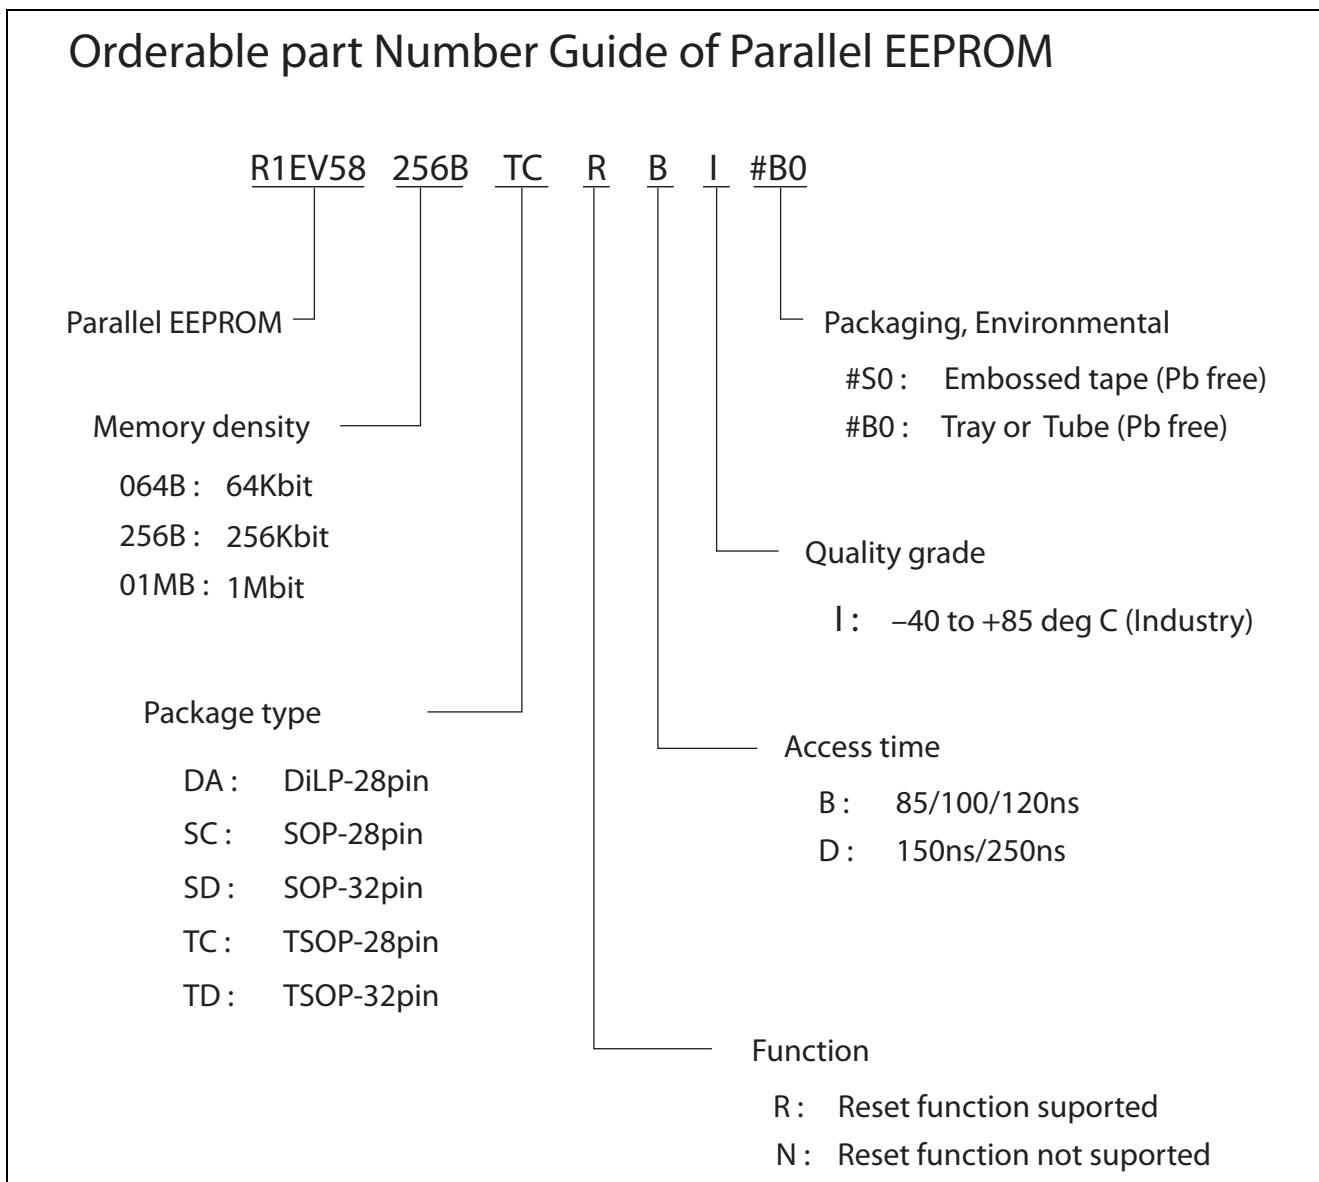 Orderable part Number Guide of Parallel EEPROM
R1EV58 256B TC R B I #B0
Parallel EEPROM
Memory density
064B : 64Kbit
256B : 256Kbit
01MB : 1Mbit
Package type
DA : DiLP-28pin
SC : SOP-28pin
SD : SOP-32pin
TC : TSOP-28pin
TD : TSOP-32pin
Packaging, Environmental
#S0 : Embossed tape (Pb free)
#B0 : Tray or Tube (Pb free)
Quality grade
I : –40 to +85 deg C (Industry)
Access time
B : 85/100/120ns
D : 150ns/250ns
Function
R : Reset function suported
N : Reset function not suported